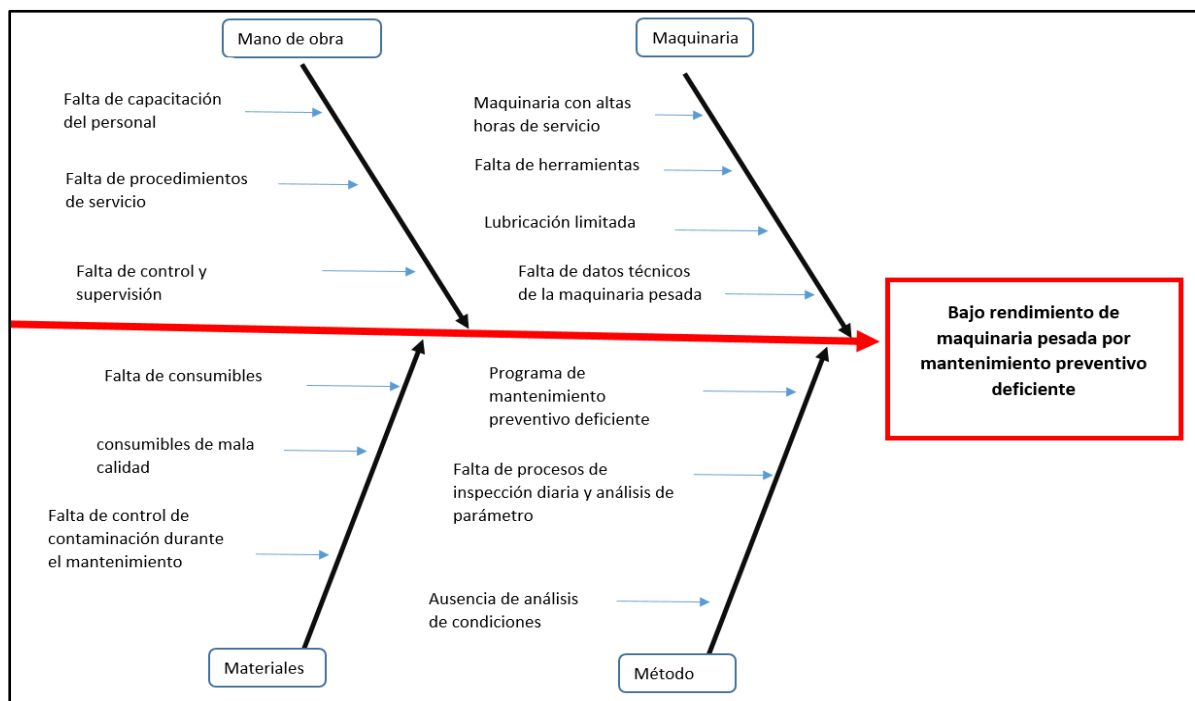 Mano de obra
Falta de capacitación
del personal
Falta de procedimientos
de servicio
Falta de control y
supervisión
Maquinaria
Maquinaria con altas
horas de servicio
Falta de herramientas
Lubricación limitada
Falta de datos técnicos
de la maquinaria pesada
Bajo rendimiento de
maquinaria pesada por
mantenimiento preventivo
deficiente
Falta de consumibles
consumibles de mala
calidad
Falta de control de
contaminación durante
el mantenimiento
Materiales
Programa de
mantenimiento
preventivo deficiente
Falta de procesos de
inspección diaria y análisis de
parámetro
Ausencia de análisis
de condiciones
Método